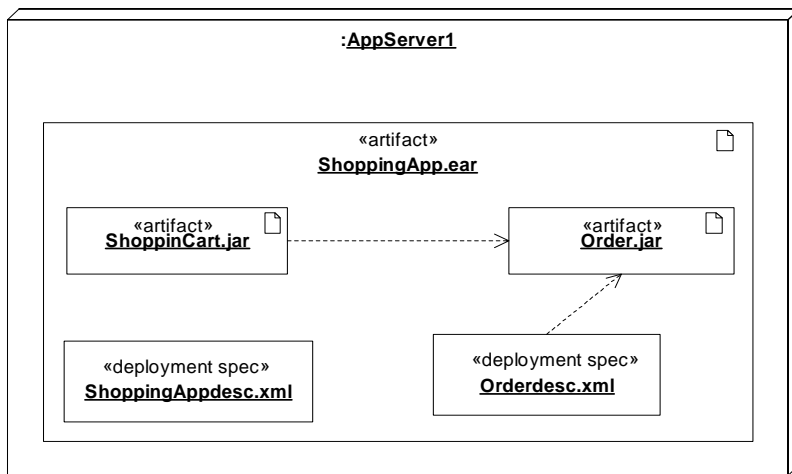 :AppServer1
«artifact»
ShoppingApp.ear
«artifact»
ShoppinCart.jar
«artifact»
Order.jar
«deployment spec»
ShoppingAppdesc.xml
«deployment spec»
Orderdesc.xml